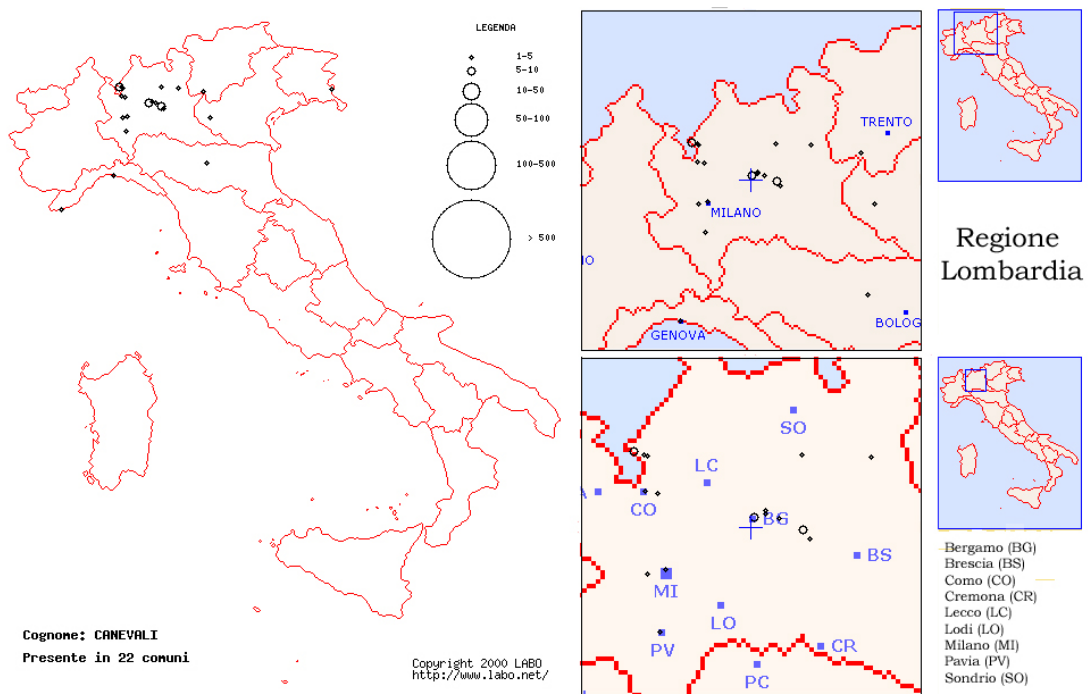 LEGENDA
1-5
5-10
10-50
50-100
100-500
> 500
Cognome: CANEVALI
Presente in 22 comuni
Copyright 2000 LABO
http://www.labo.net/
TRENTO
MILANO
NO
GENOVA
BOLOG
Regione
Lombardia
SO
LC
A
CO
BG
BS
MI
LO
PV
CR
PC
Bergamo (BG)
Brescia (BS)
Como (CO)
Cremona (CR)
Lecco (LC)
Lodi (LO)
Milano (MI)
Pavia (PV)
Sondrio (SO)